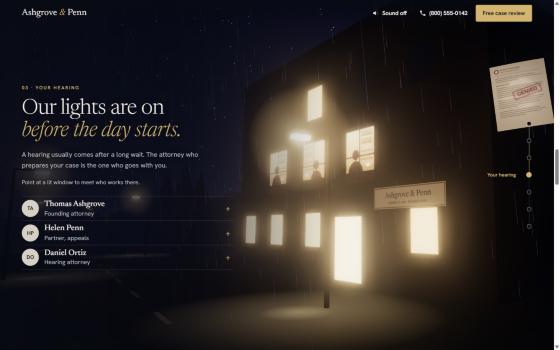 Ashgrove & Penn
Sound off
(800) 555-0142
Free case review
DENIED
03 · YOUR HEARING
Our lights are on
before the day starts.
A hearing usually comes after a long wait. The attorney who
prepares your case is the one who goes with you.
Point at a lit window to meet who works there.
TA
Thomas Ashgrove
Founding attorney
+
HP
Helen Penn
Partner, appeals
+
DO
Daniel Ortiz
Hearing attorney
+
Your hearing
Ashgrove & Penn